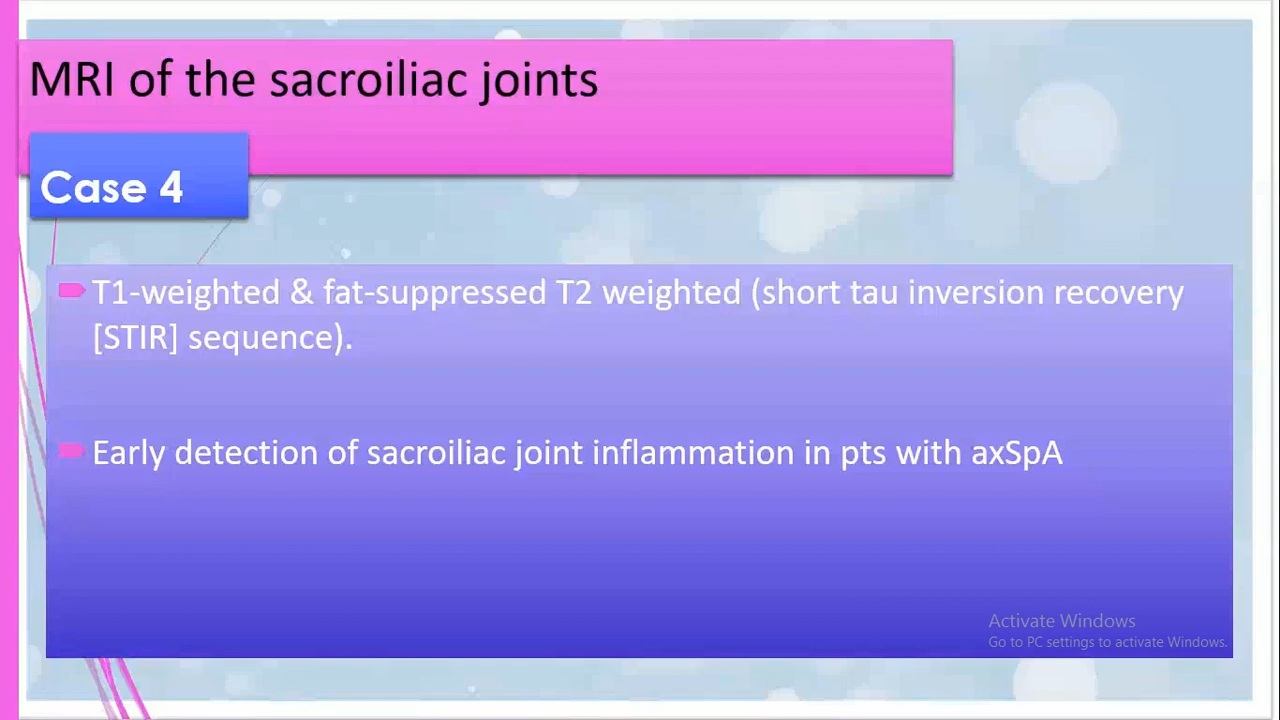 MRI of the sacroiliac joints
Case 4
T1-weighted & fat-suppressed T2 weighted (short tau inversion recovery
[STIR] sequence).
Early detection of sacroiliac joint inflammation in pts with axSpA
Activate Windows
Go to PC settings to activate Windows.